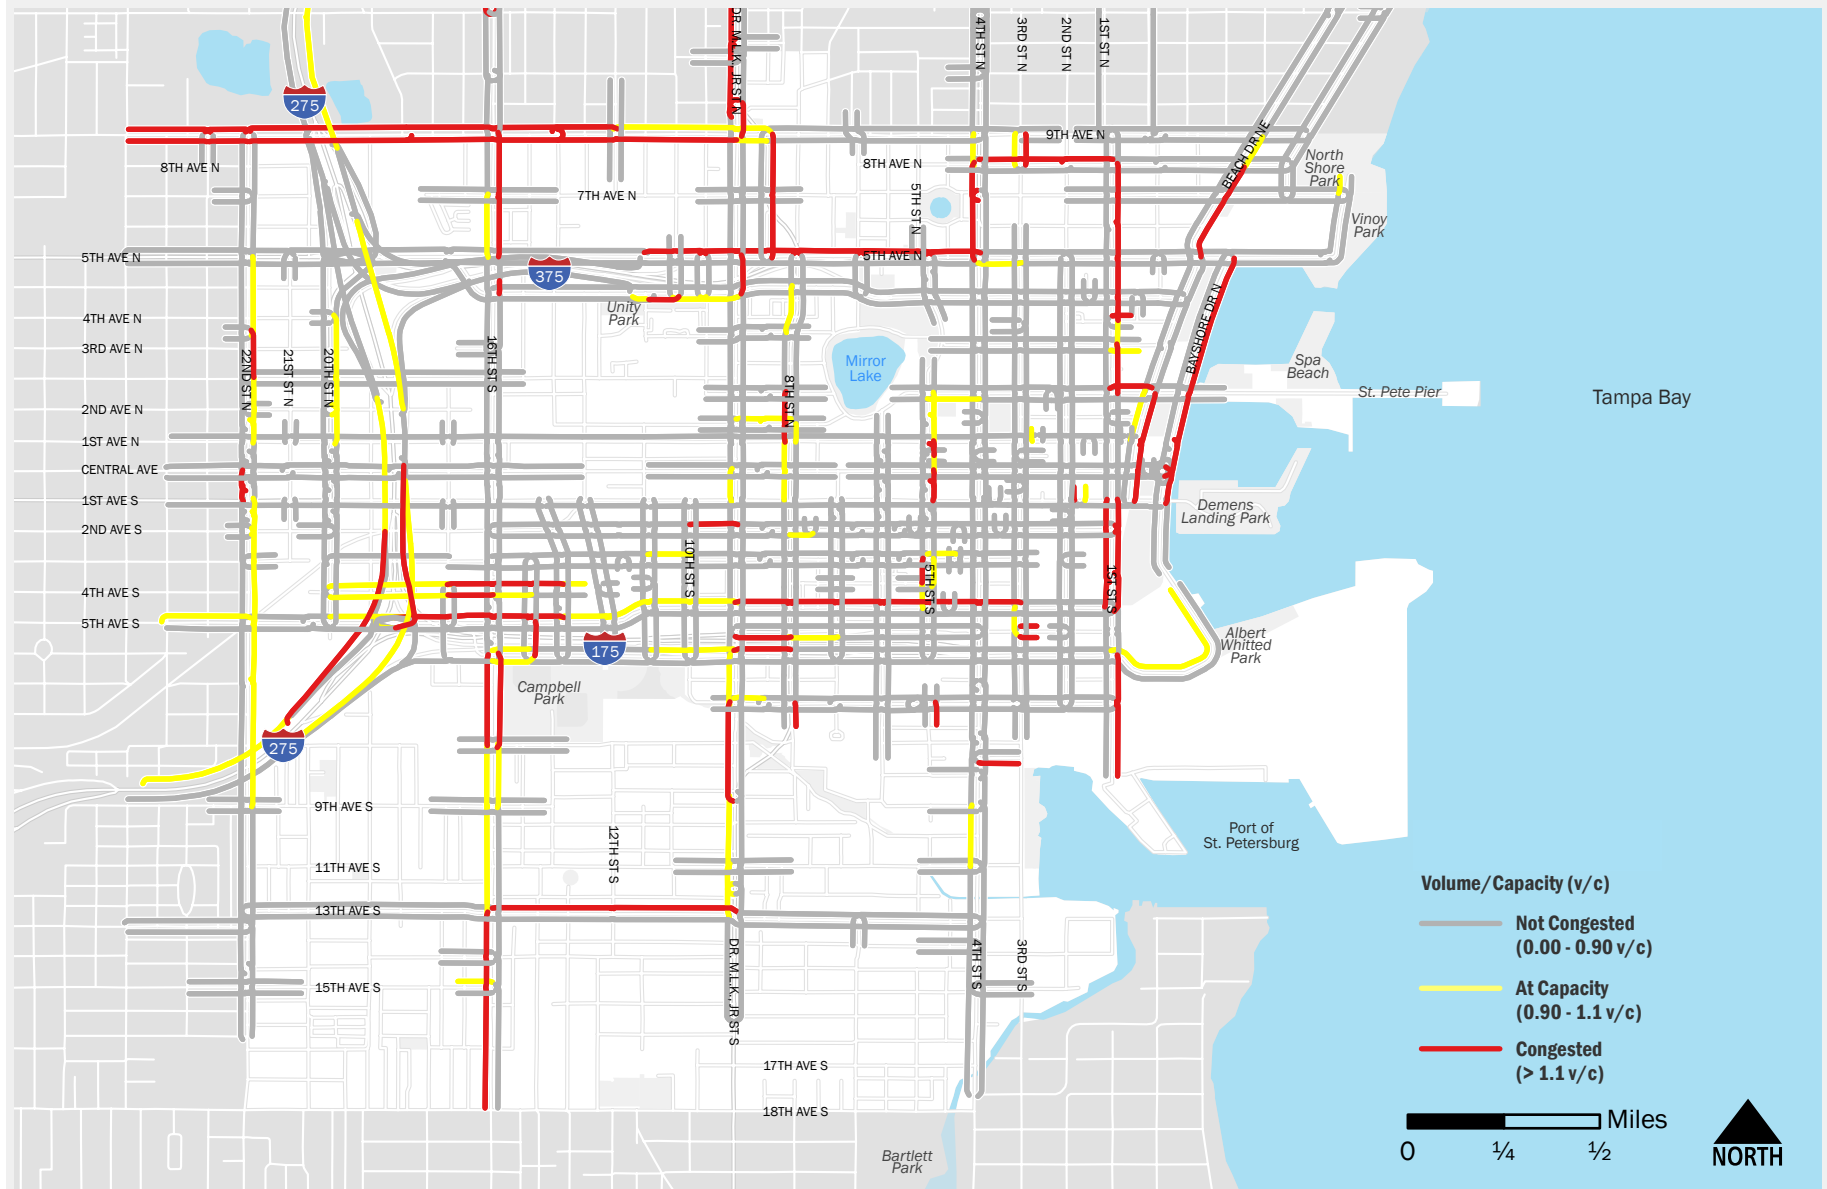 DR. M.L.K., JR ST N
4TH ST N
3RD ST N
2ND ST N
1ST ST N
275
9TH AVE N
BEACH DR NE
8TH AVE N
8TH AVE N
North
Shore
Park
7TH AVE N
5TH ST N
Vinoy
Park
5TH AVE N
5TH AVE N
375
Unity
Park
4TH AVE N
3RD AVE N
22ND ST N
21ST ST N
20TH ST N
16TH ST S
Mirror
Lake
8TH ST N
BAYSHORE DR N
Spa
Beach
St. Pete Pier
Tampa Bay
2ND AVE N
1ST AVE N
CENTRAL AVE
1ST AVE S
2ND AVE S
Demens
Landing Park
10TH ST S
5TH ST S
1ST ST S
4TH AVE S
5TH AVE S
175
Albert
Whitted
Park
Campbell
Park
275
9TH AVE S
12TH ST S
11TH AVE S
13TH AVE S
15TH AVE S
17TH AVE S
18TH AVE S
DR. M.L.K., JR ST S
4TH ST S
3RD ST S
Port of
St. Petersburg
Bartlett
Park
Volume/Capacity (v/c)
Not Congested
(0.00 - 0.90 v/c)
At Capacity
(0.90 - 1.1 v/c)
Congested
(> 1.1 v/c)
Miles
0 ¼ ½
NORTH